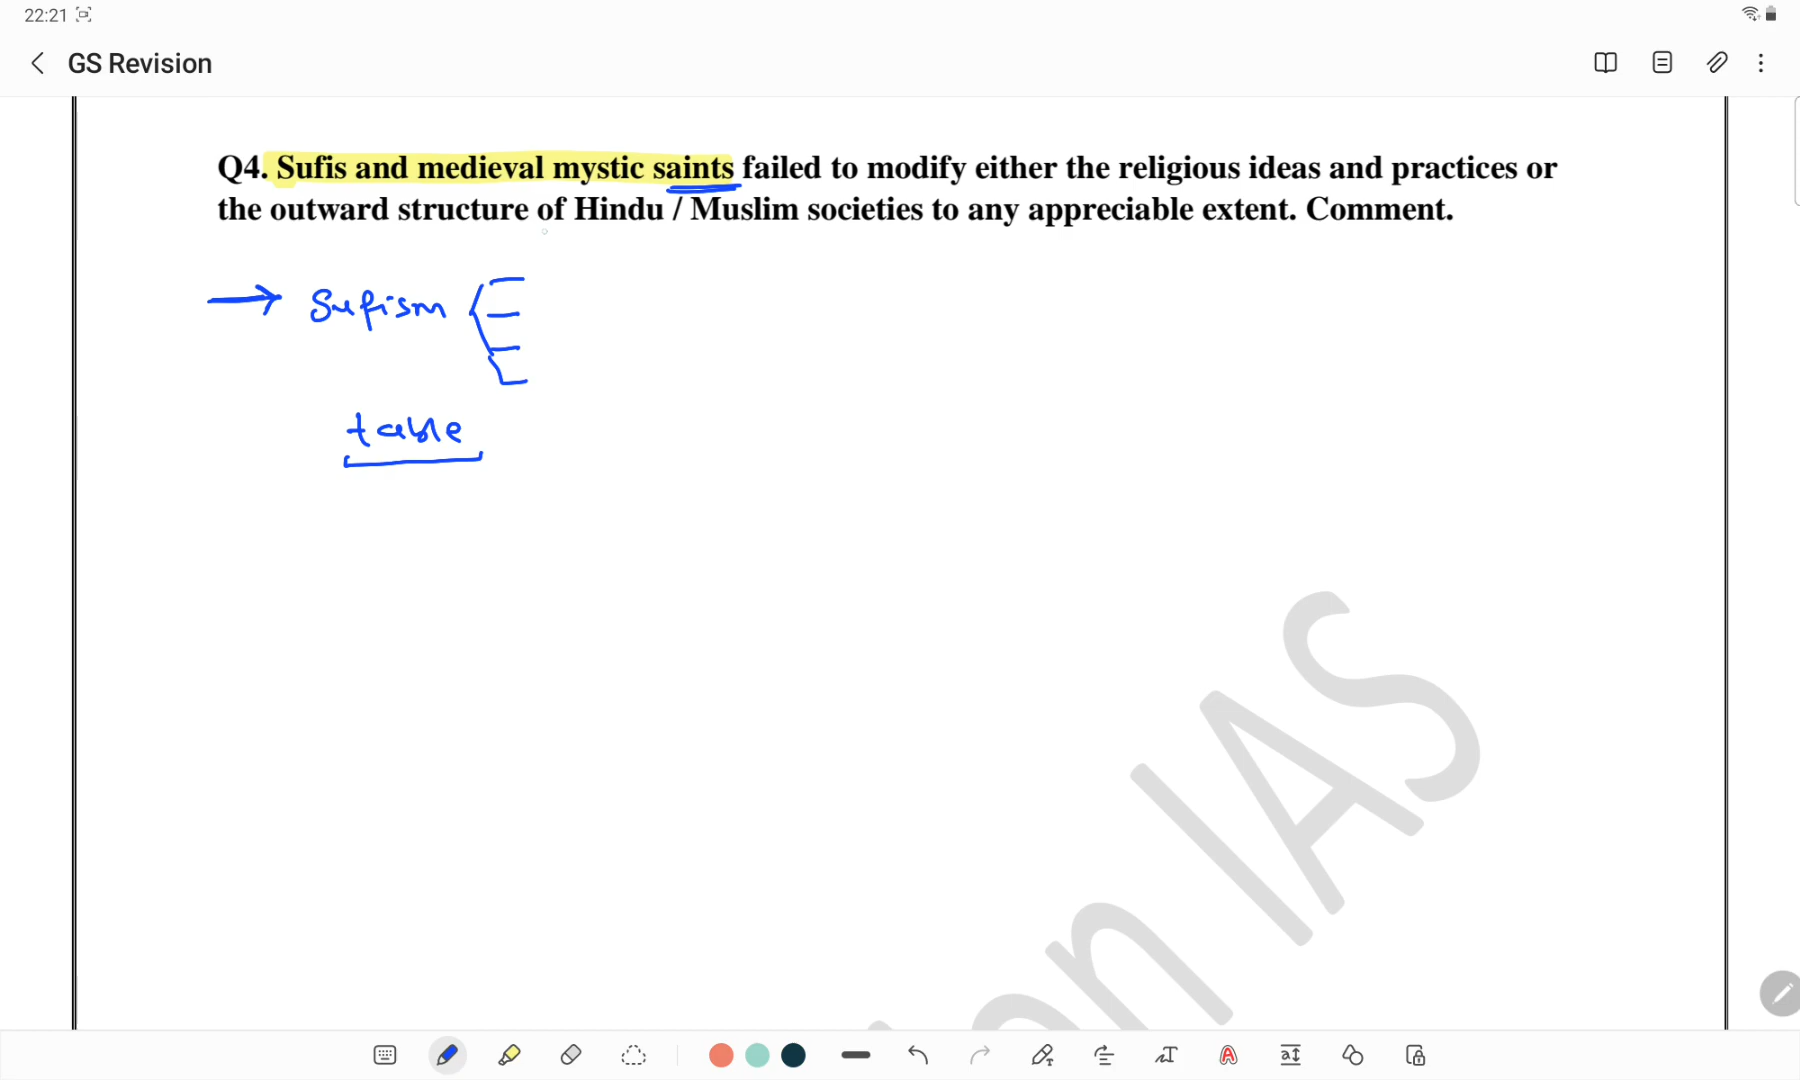 22:21
GS Revision
Q4. Sufis and medieval mystic saints failed to modify either the religious ideas and practices or
the outward structure of Hindu / Muslim societies to any appreciable extent. Comment.
Sufism
table
on IAS